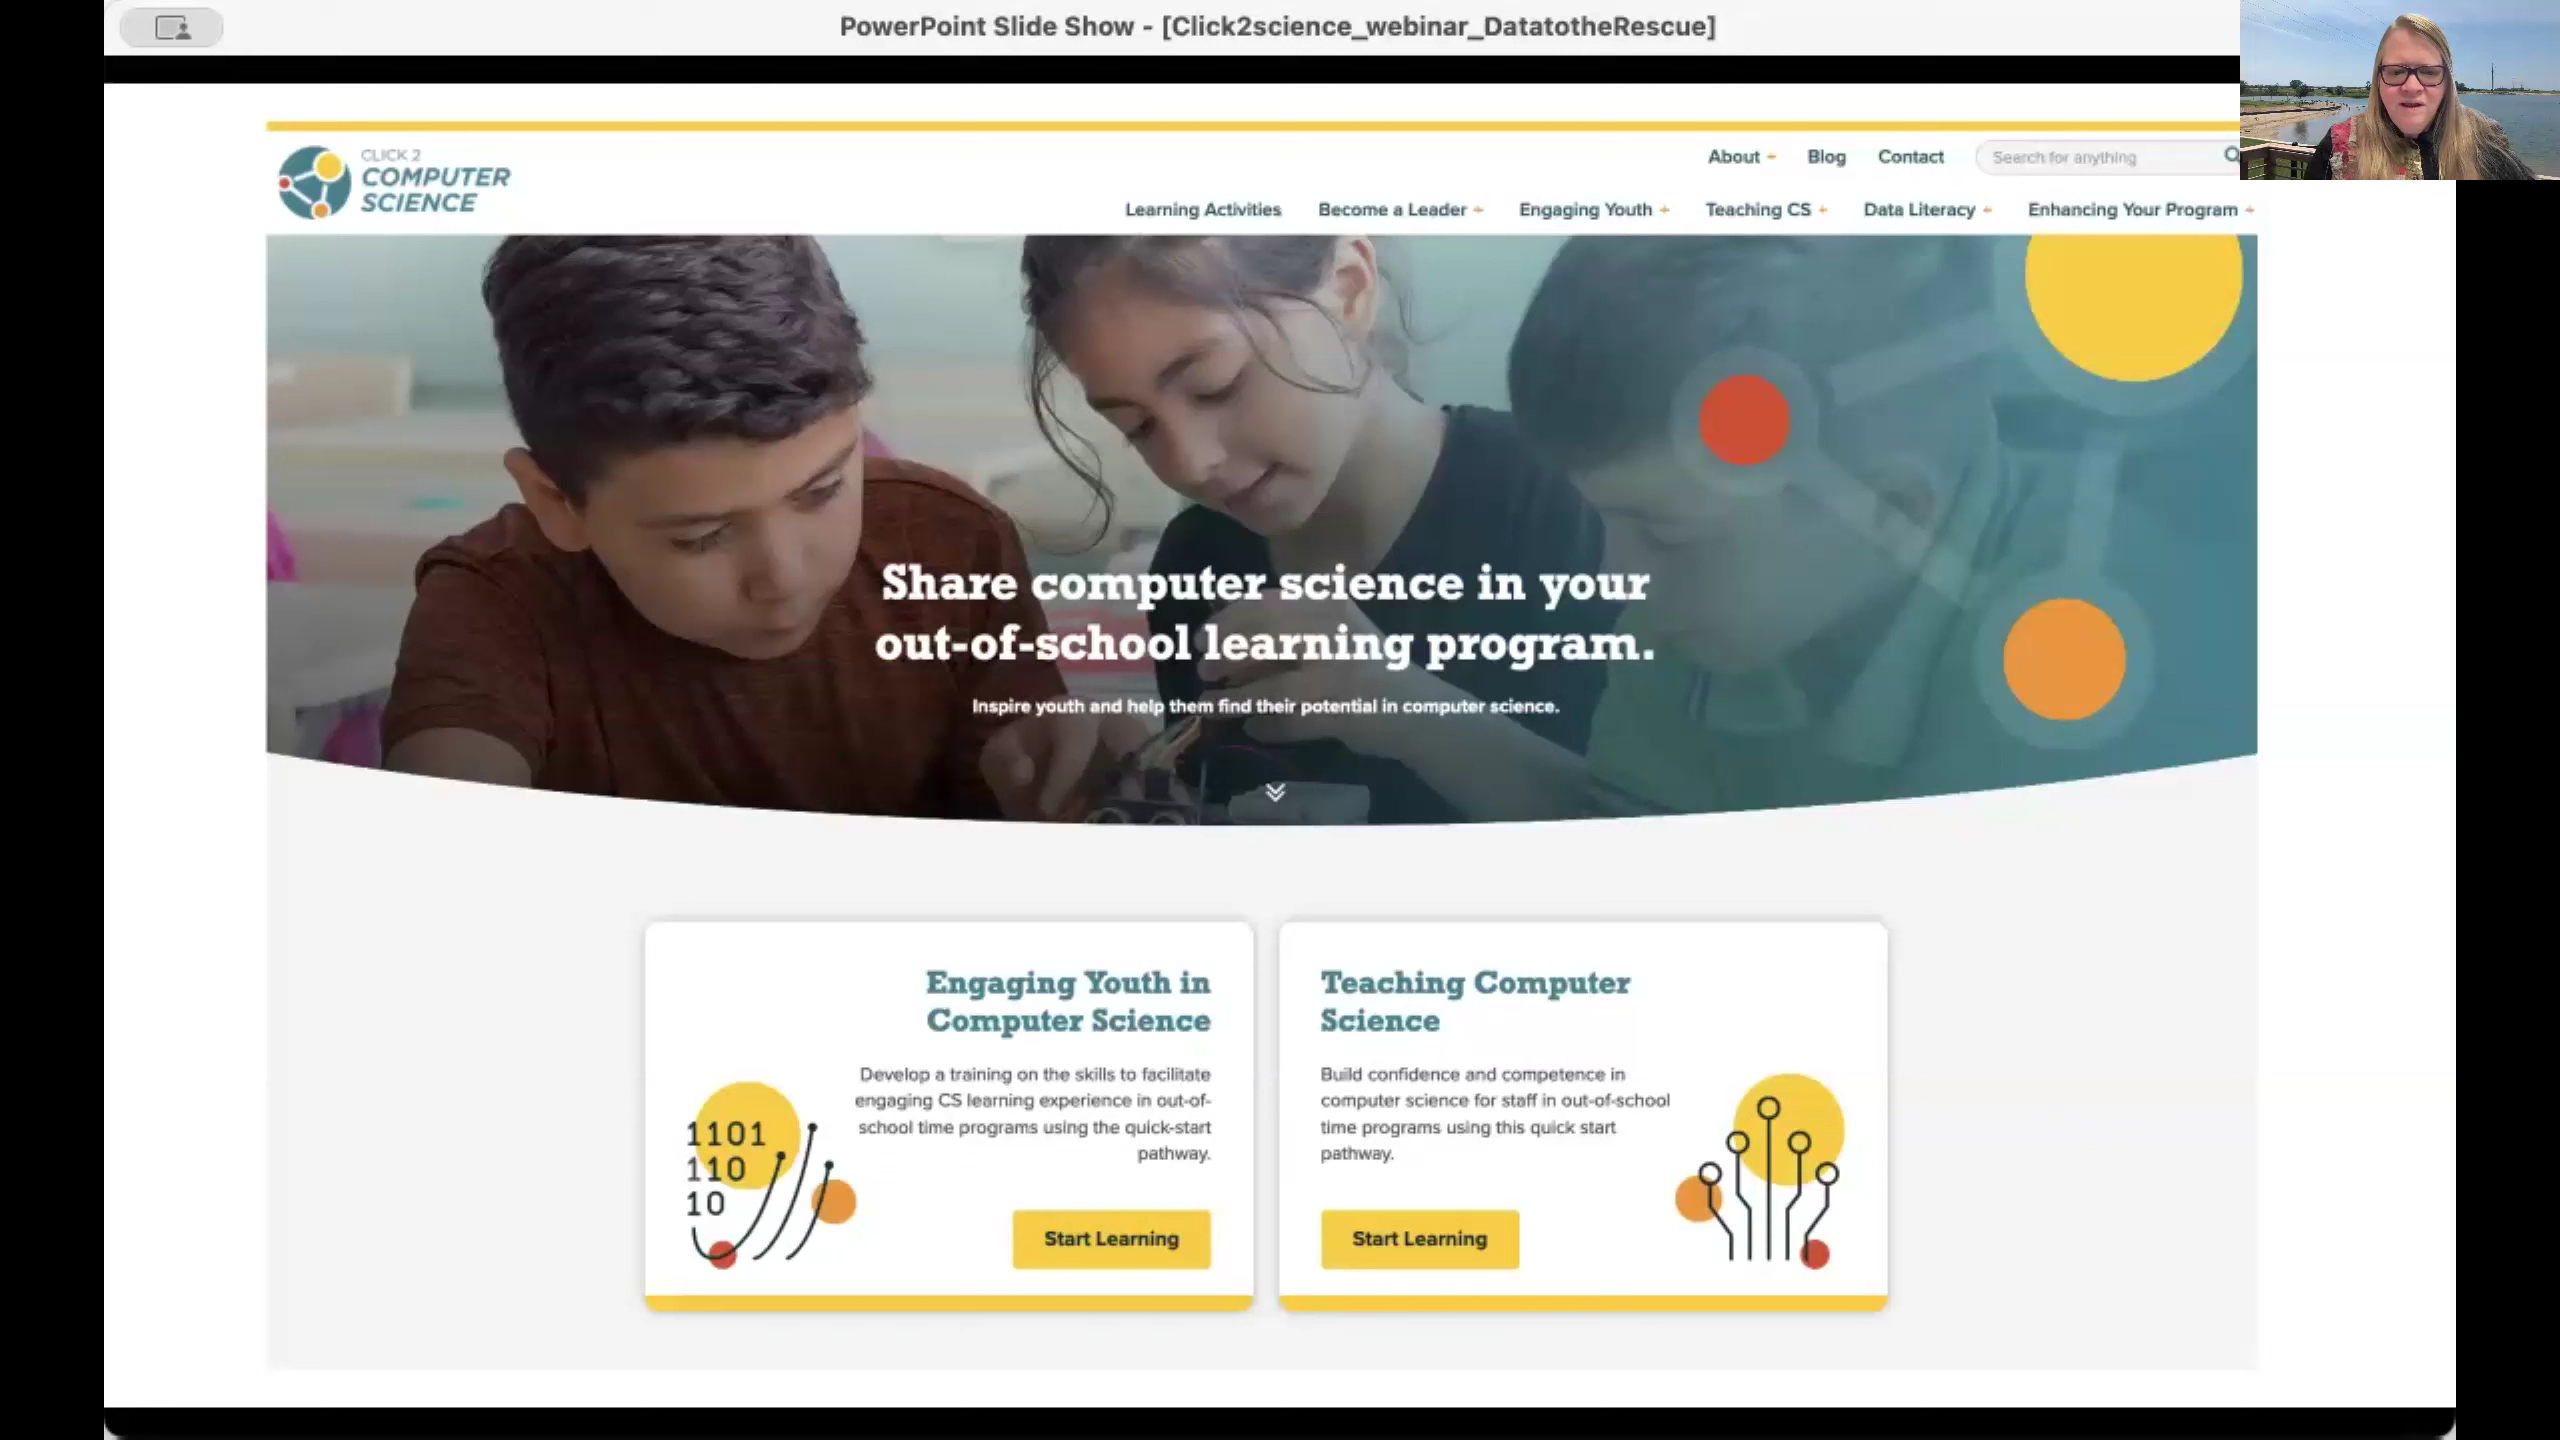 PowerPoint Slide Show - [Click2science_webinar_DatatotheRescue]
CLICK 2
COMPUTER
SCIENCE
About
Blog
Contact
Search for anything
Learning Activities
Become a Leader
Engaging Youth
Teaching CS
Data Literacy
Enhancing Your Program
Share computer science in your
out-of-school learning program.
Inspire youth and help them find their potential in computer science.
Engaging Youth in
Computer Science
Develop a training on the skills to facilitate
engaging CS learning experience in out-of-
school time programs using the quick-start
pathway.
1101
110
10
Start Learning
Teaching Computer
Science
Build confidence and competence in
computer science for staff in out-of-school
time programs using this quick start
pathway.
Start Learning